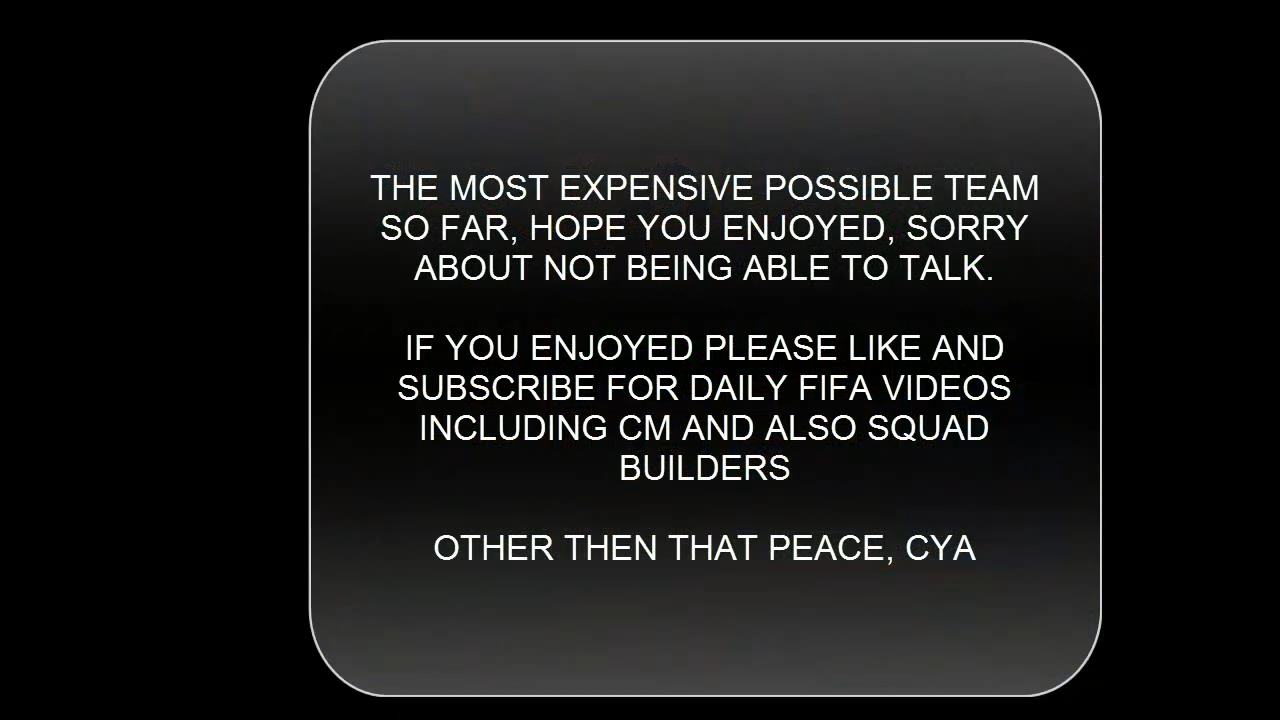 THE MOST EXPENSIVE POSSIBLE TEAM
SO FAR, HOPE YOU ENJOYED, SORRY
ABOUT NOT BEING ABLE TO TALK.
IF YOU ENJOYED PLEASE LIKE AND
SUBSCRIBE FOR DAILY FIFA VIDEOS
INCLUDING CM AND ALSO SQUAD
BUILDERS
OTHER THEN THAT PEACE, CYA